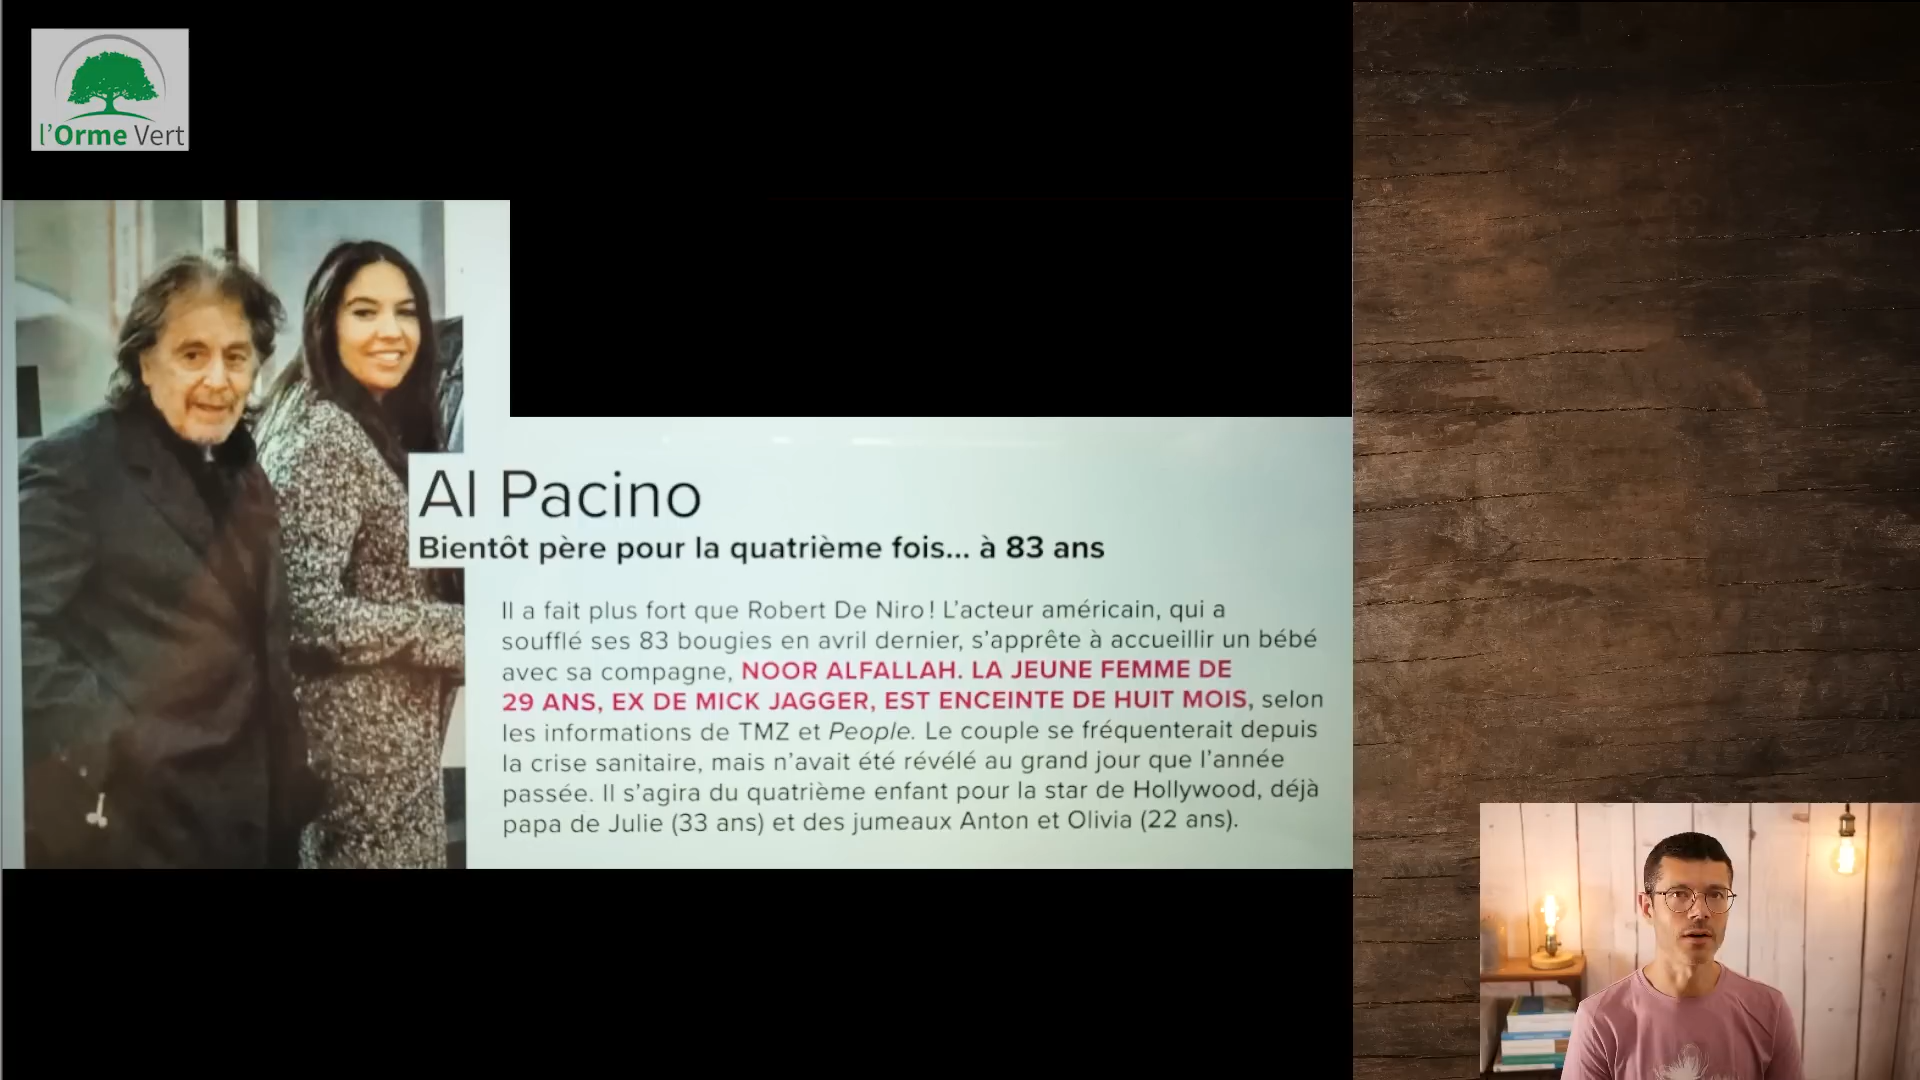 l'Orme Vert
Al Pacino
Bientôt père pour la quatrième fois... à 83 ans
Il a fait plus fort que Robert De Niro ! L'acteur américain, qui a
soufflé ses 83 bougies en avril dernier, s'apprête à accueillir un bébé
avec sa compagne, NOOR ALFALLAH. LA JEUNE FEMME DE
29 ANS, EX DE MICK JAGGER, EST ENCEINTE DE HUIT MOIS, selon
les informations de TMZ et People. Le couple se fréquenterait depuis
la crise sanitaire, mais n'avait été révélé au grand jour que l'année
passée. Il s'agira du quatrième enfant pour la star de Hollywood, déjà
papa de Julie (33 ans) et des jumeaux Anton et Olivia (22 ans).